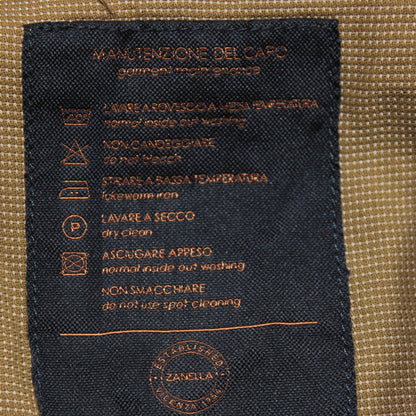 MANUTENZIONE DEL CAPO
garment maintenance
LAVARE A ROVESCIO A MEDIA TEMPERATURA
normal inside out washing
NON CANDEGGIARE
do not bleach
STIRARE A BASSA TEMPERATURA
lukewarm iron
P
LAVARE A SECCO
dry clean
ASCIUGARE APPESO
normal inside out washing
NON SMACCHIARE
do not use spot cleaning
ESTABLISHED
ZANELLA
VICENZA 1954